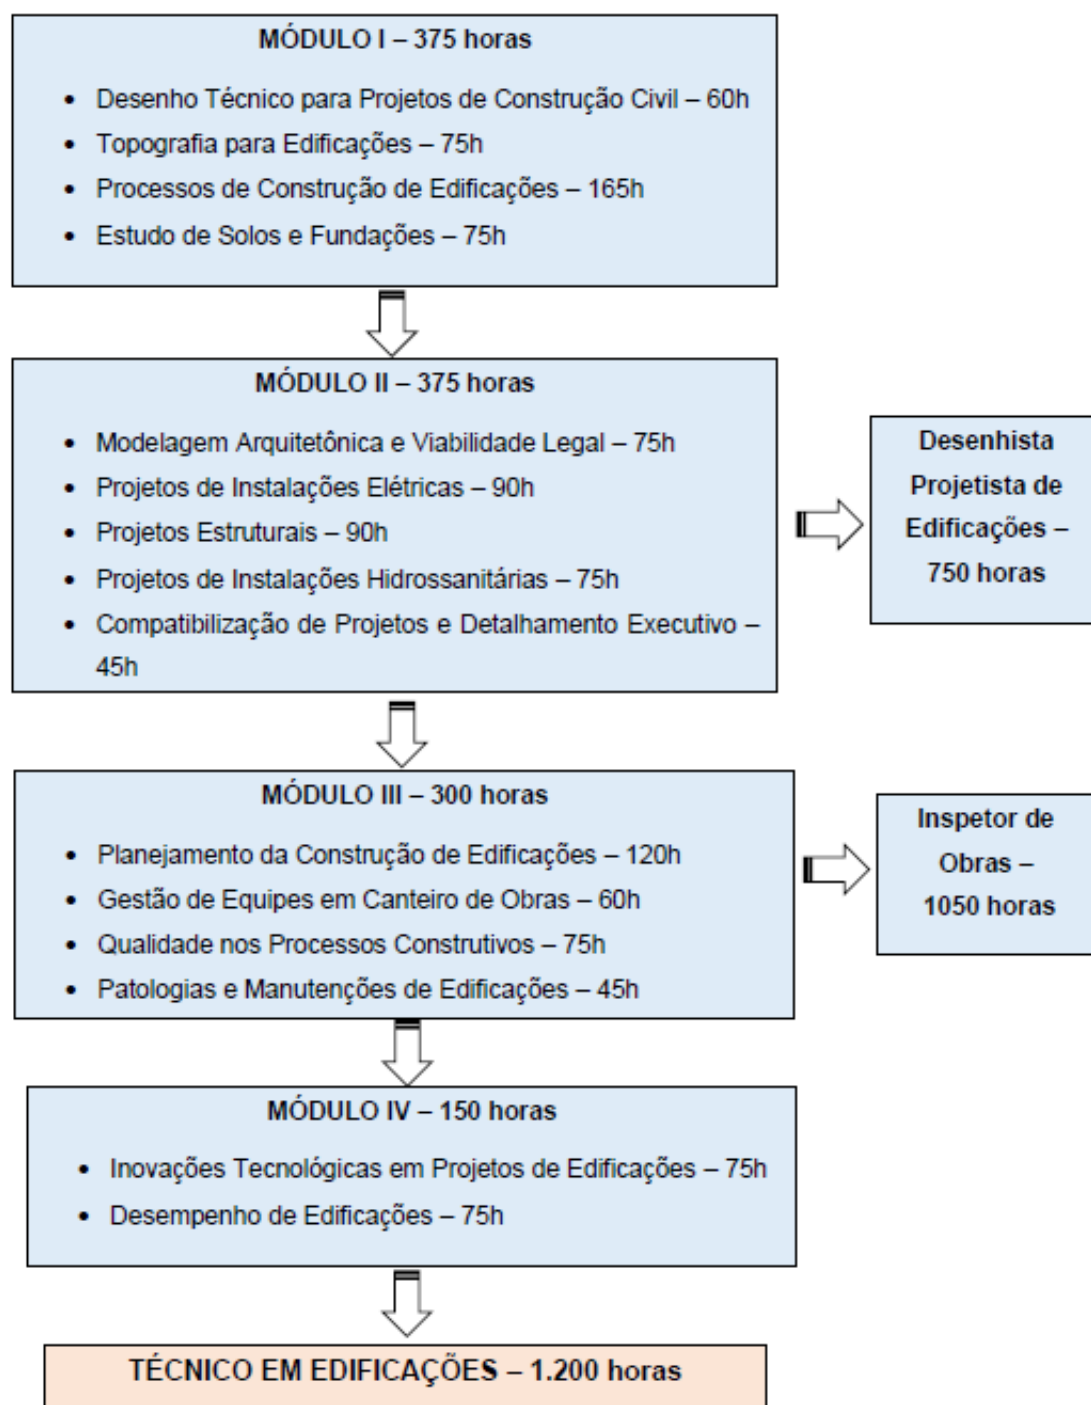 MÓDULO I – 375 horas
• Desenho Técnico para Projetos de Construção Civil – 60h
• Topografia para Edificações – 75h
• Processos de Construção de Edificações – 165h
• Estudo de Solos e Fundações – 75h
MÓDULO II – 375 horas
• Modelagem Arquitetônica e Viabilidade Legal – 75h
• Projetos de Instalações Elétricas – 90h
• Projetos Estruturais – 90h
• Projetos de Instalações Hidrossanitárias – 75h
• Compatibilização de Projetos e Detalhamento Executivo –
45h
Desenhista
Projetista de
Edificações –
750 horas
MÓDULO III – 300 horas
• Planejamento da Construção de Edificações – 120h
• Gestão de Equipes em Canteiro de Obras – 60h
• Qualidade nos Processos Construtivos – 75h
• Patologias e Manutenções de Edificações – 45h
Inspetor de
Obras –
1050 horas
MÓDULO IV – 150 horas
• Inovações Tecnológicas em Projetos de Edificações – 75h
• Desempenho de Edificações – 75h
TÉCNICO EM EDIFICAÇÕES – 1.200 horas